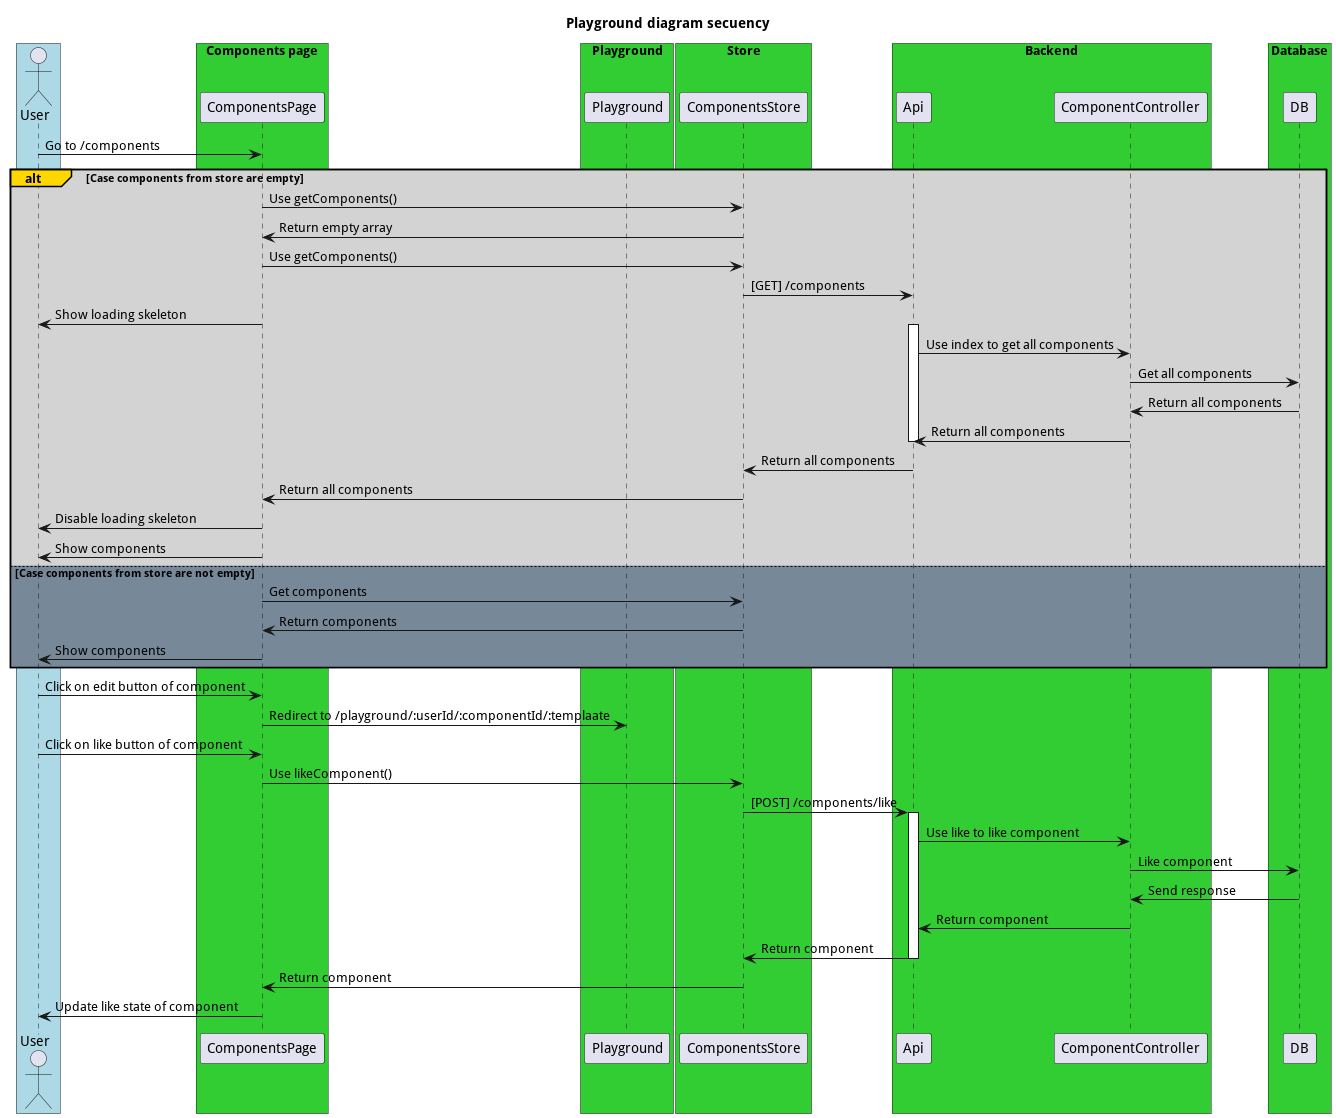 Playground diagram secuency
Components page
Playground
Store
Backend
Database
User
ComponentsPage
Playground
ComponentsStore
Api
ComponentController
DB
Go to /components
alt
[Case components from store are empty]
Use getComponents()
Return empty array
Use getComponents()
[GET] /components
Show loading skeleton
Use index to get all components
Get all components
Return all components
Return all components
Return all components
Return all components
Disable loading skeleton
Show components
[Case components from store are not empty]
Get components
Return components
Show components
Click on edit button of component
Redirect to /playground/:userId/:componentId/:templaate
Click on like button of component
Use likeComponent()
[POST] /components/like
Use like to like component
Like component
Send response
Return component
Return component
Return component
Update like state of component
User
ComponentsPage
Playground
ComponentsStore
Api
ComponentController
DB